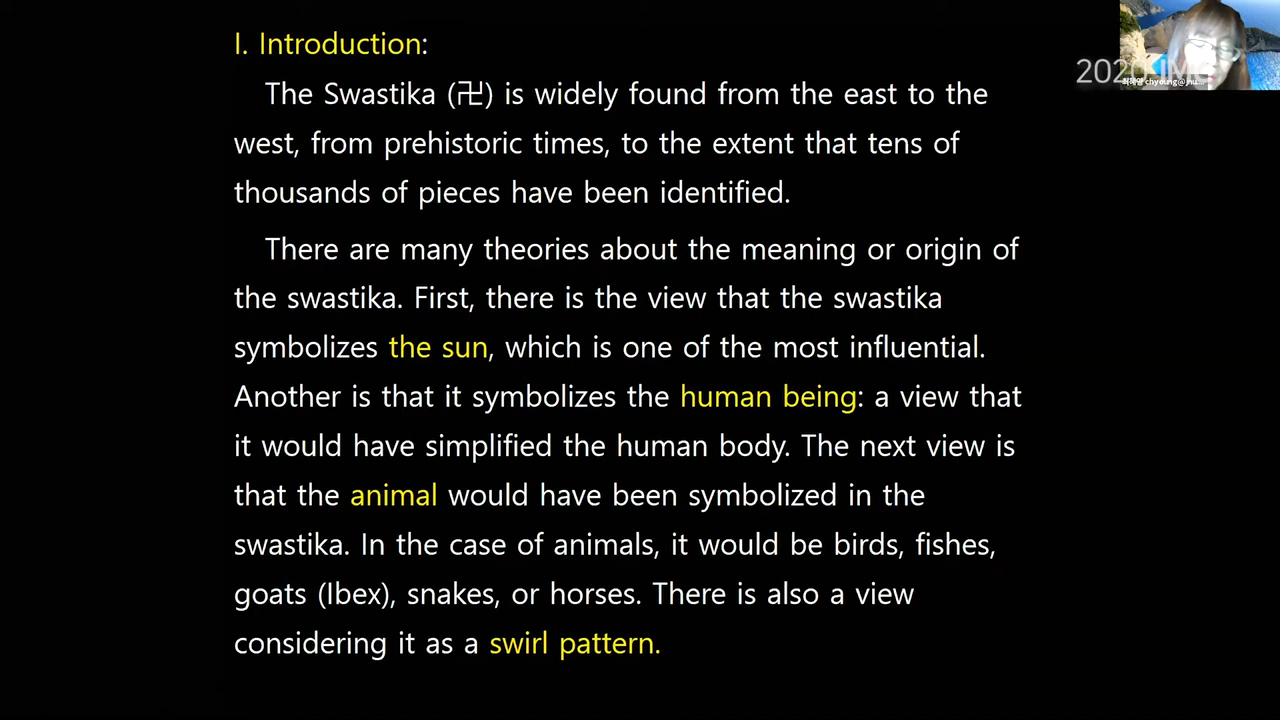 I. Introduction:
The Swastika (卍) is widely found from the east to the
west, from prehistoric times, to the extent that tens of
thousands of pieces have been identified.
There are many theories about the meaning or origin of
the swastika. First, there is the view that the swastika
symbolizes the sun, which is one of the most influential.
Another is that it symbolizes the human being: a view that
it would have simplified the human body. The next view is
that the animal would have been symbolized in the
swastika. In the case of animals, it would be birds, fishes,
goats (Ibex), snakes, or horses. There is also a view
considering it as a swirl pattern.
2020